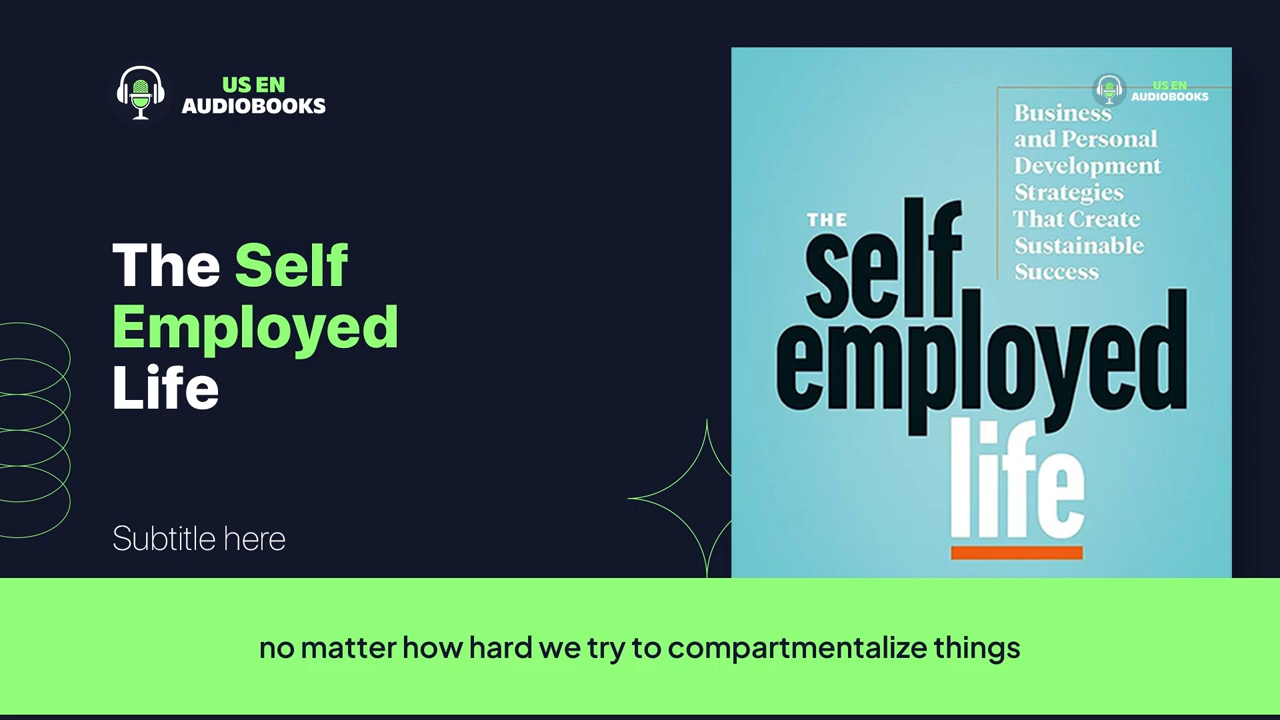 US EN
AUDIOBOOKS
The Self
Employed
Life
Subtitle here
US EN
AUDIOBOOKS
Business
and Personal
Development
Strategies
That Create
Sustainable
Success
THE
self
employed
life
no matter how hard we try to compartmentalize things